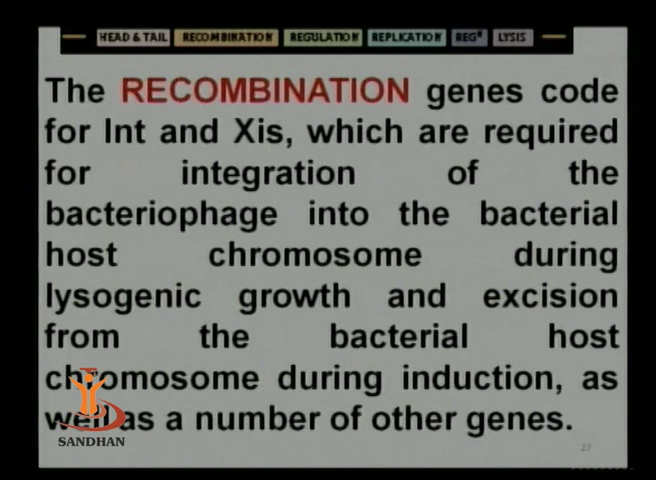 HEAD & TAIL RECOMBINATION REGULATION REPLICATION REG" LYSIS
The RECOMBINATION genes code
for Int and Xis, which are required
for integration of the
bacteriophage into the bacterial
host chromosome during
lysogenic growth and excision
from the bacterial host
chromosome during induction, as
well as a number of other genes.
SANDHAN
27